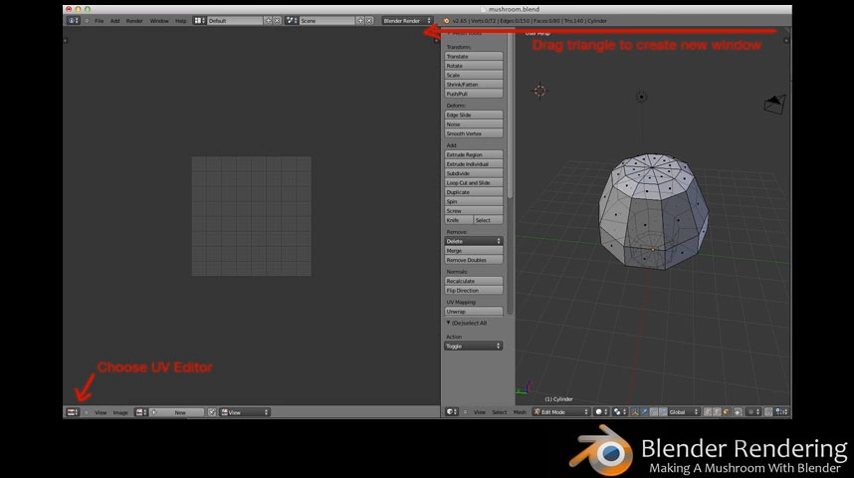 mushroom.blend
File Add Render Window Help Default Scene Blender Render v2.65 | Verts:0/72 | Edges:0/150 | Faces:0/80 | Tris:140 | Cylinder
Drag triangle to create new window
Mesh Tools
User Persp
Transform:
Translate
Rotate
Scale
Shrink/Fatten
Push/Pull
Deform:
Edge Slide
Noise
Smooth Vertex
Add:
Extrude Region
Extrude Individual
Subdivide
Loop Cut and Slide
Duplicate
Spin
Screw
Knife Select
Remove:
Delete
Merge
Remove Doubles
Normals:
Recalculate
Flip Direction
UV Mapping:
Unwrap
(De)select All
Action
Toggle
Choose UV Editor
(1) Cylinder
View Image New View
View Select Mesh Edit Mode Global
Blender Rendering
Making A Mushroom With Blender